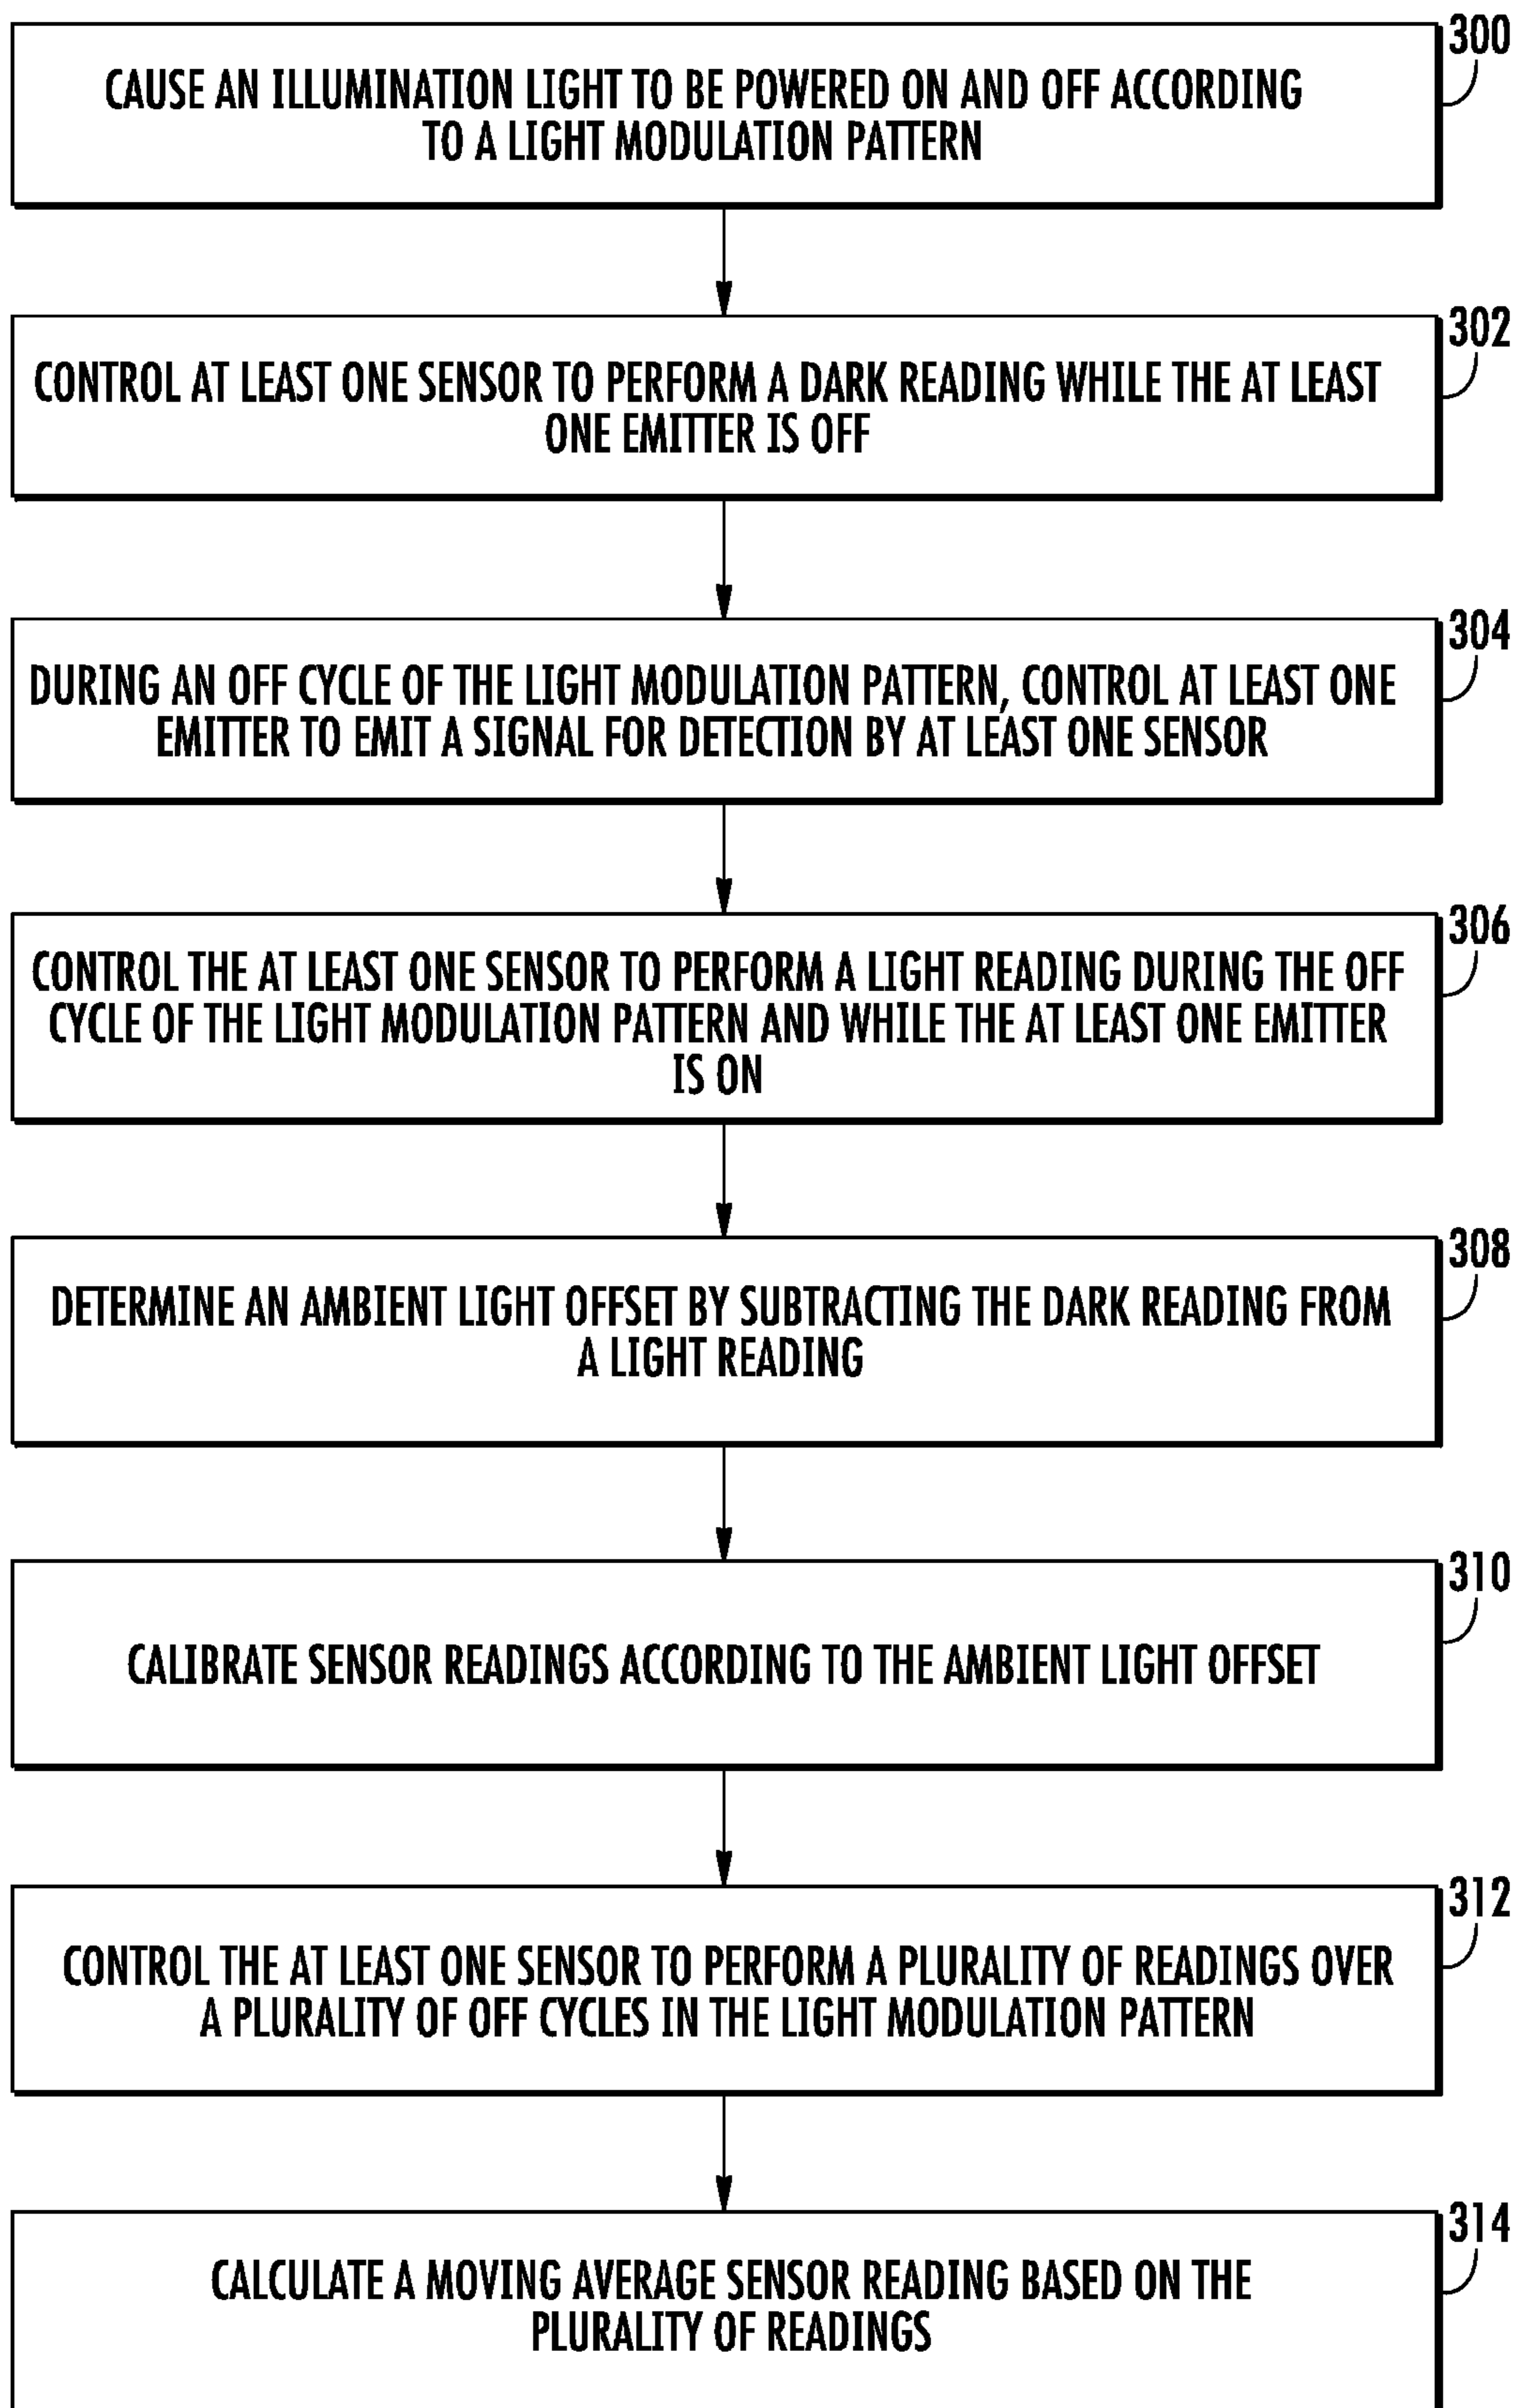 300
CAUSE AN ILLUMINATION LIGHT TO BE POWERED ON AND OFF ACCORDING
TO A LIGHT MODULATION PATTERN
302
CONTROL AT LEAST ONE SENSOR TO PERFORM A DARK READING WHILE THE AT LEAST
ONE EMITTER IS OFF
304
DURING AN OFF CYCLE OF THE LIGHT MODULATION PATTERN, CONTROL AT LEAST ONE
EMITTER TO EMIT A SIGNAL FOR DETECTION BY AT LEAST ONE SENSOR
306
CONTROL THE AT LEAST ONE SENSOR TO PERFORM A LIGHT READING DURING THE OFF
CYCLE OF THE LIGHT MODULATION PATTERN AND WHILE THE AT LEAST ONE EMITTER
IS ON
308
DETERMINE AN AMBIENT LIGHT OFFSET BY SUBTRACTING THE DARK READING FROM
A LIGHT READING
310
CALIBRATE SENSOR READINGS ACCORDING TO THE AMBIENT LIGHT OFFSET
312
CONTROL THE AT LEAST ONE SENSOR TO PERFORM A PLURALITY OF READINGS OVER
A PLURALITY OF OFF CYCLES IN THE LIGHT MODULATION PATTERN
314
CALCULATE A MOVING AVERAGE SENSOR READING BASED ON THE
PLURALITY OF READINGS